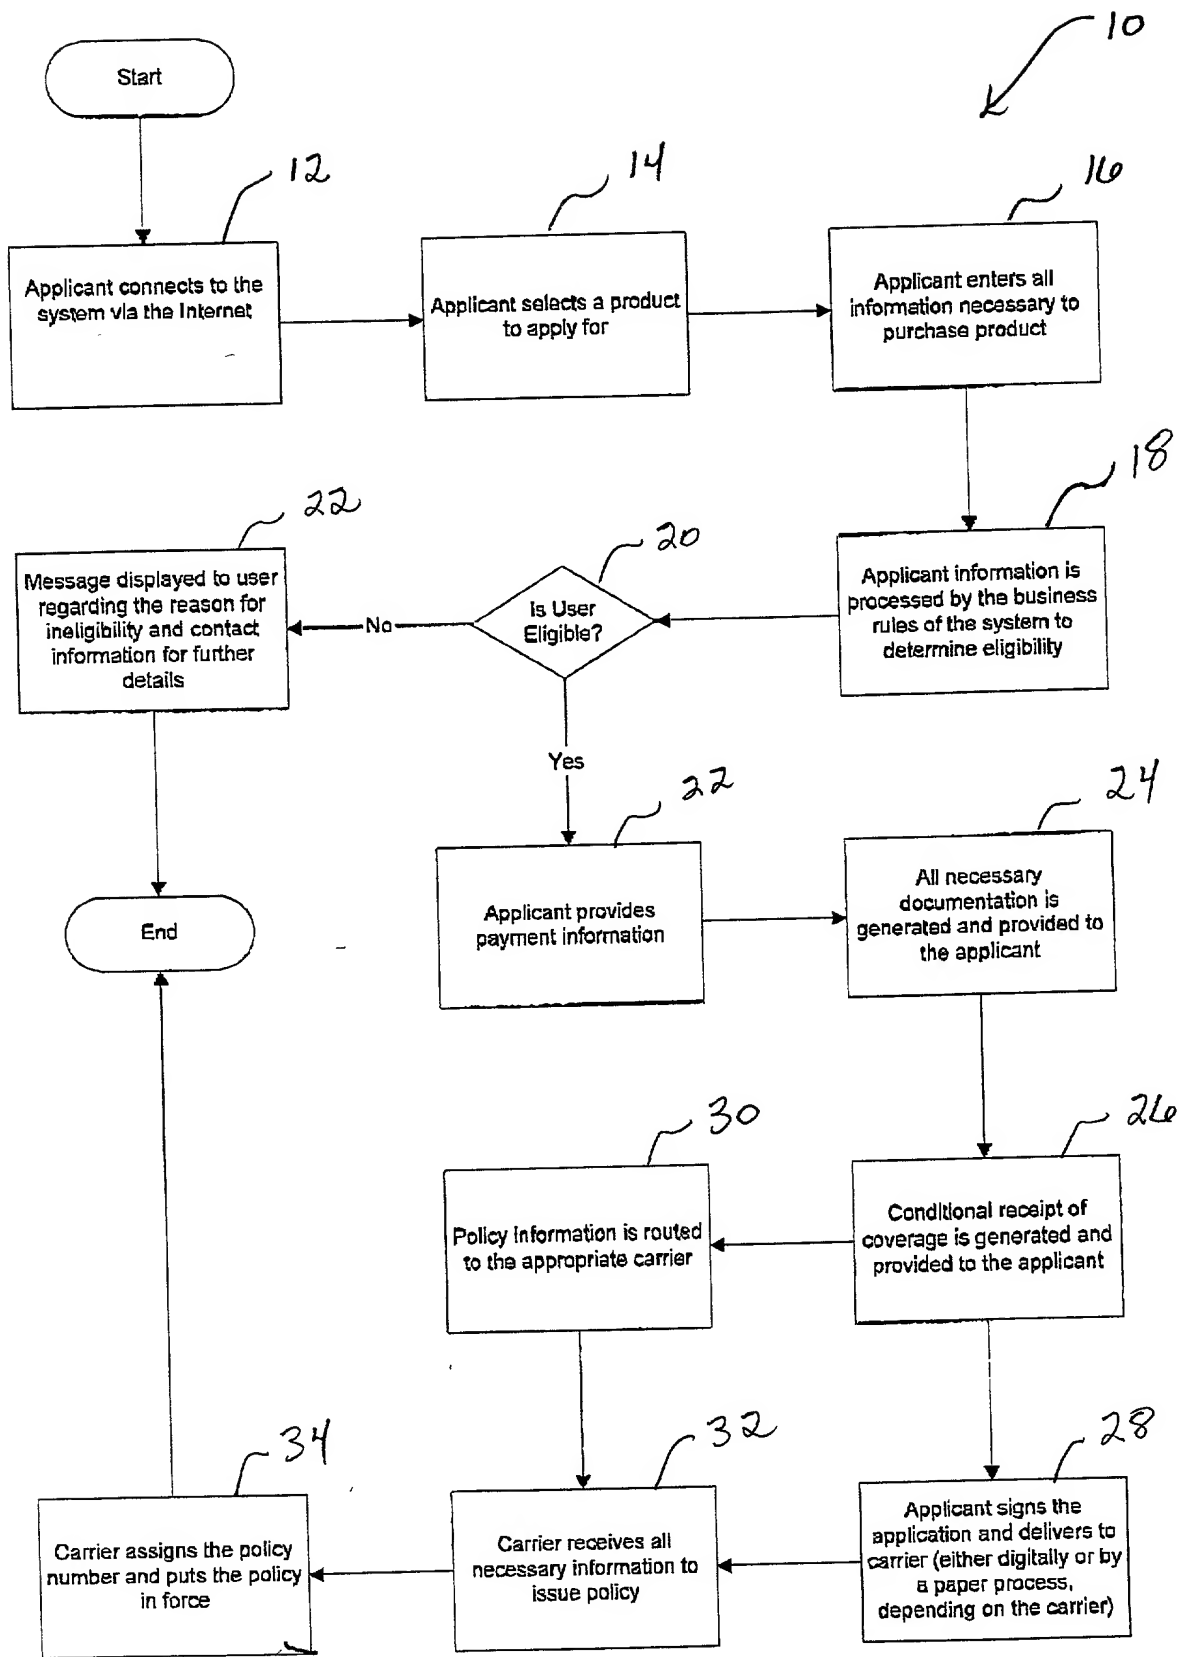 10
Start
12
14
16
Applicant connects to the
system via the Internet
Applicant selects a product
to apply for
Applicant enters all
information necessary to
purchase product
18
22
20
Message displayed to user
regarding the reason for
ineligibility and contact
information for further
details
No
Is User
Eligible?
Applicant information is
processed by the business
rules of the system to
determine eligibility
Yes
22
24
End
Applicant provides
payment information
All necessary
documentation is
generated and provided to
the applicant
30
26
Policy information is routed
to the appropriate carrier
Conditional receipt of
coverage is generated and
provided to the applicant
34
32
28
Carrier assigns the policy
number and puts the policy
in force
Carrier receives all
necessary information to
issue policy
Applicant signs the
application and delivers to
carrier (either digitally or by
a paper process,
depending on the carrier)